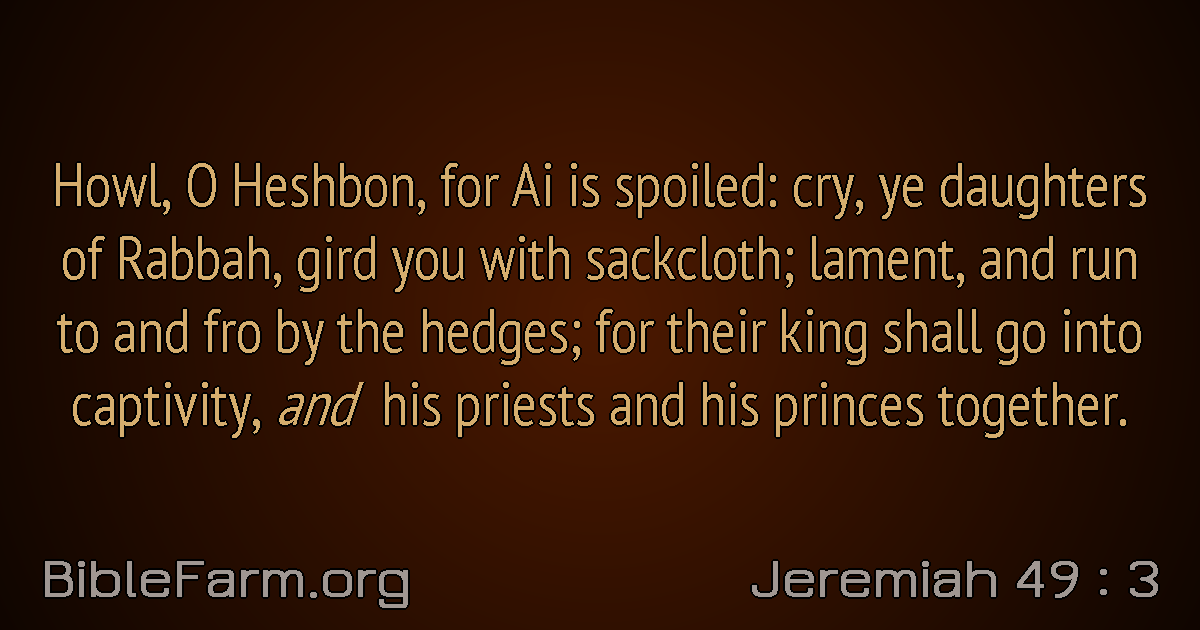 Howl, O Heshbon, for Ai is spoiled: cry, ye daughters
of Rabbah, gird you with sackcloth; lament, and run
to and fro by the hedges; for their king shall go into
captivity, and his priests and his princes together.
BibleFarm.org
Jeremiah 49 : 3